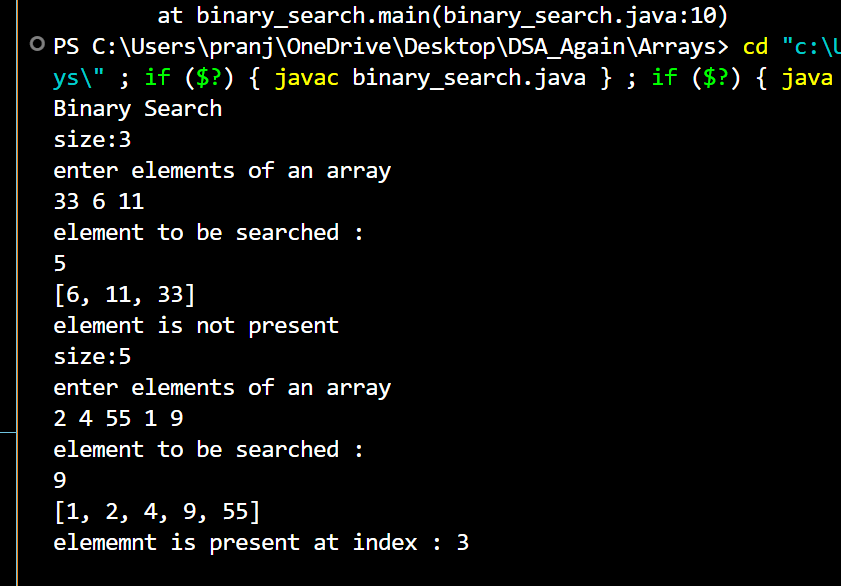 at binary_search.main(binary_search.java:10)
PS C:\Users\pranj\OneDrive\Desktop\DSA_Again\Arrays> cd "c:\U
ys\" ; if ($?) { javac binary_search.java } ; if ($?) { java
Binary Search
size:3
enter elements of an array
33 6 11
element to be searched :
5
[6, 11, 33]
element is not present
size:5
enter elements of an array
2 4 55 1 9
element to be searched :
9
[1, 2, 4, 9, 55]
elememnt is present at index : 3